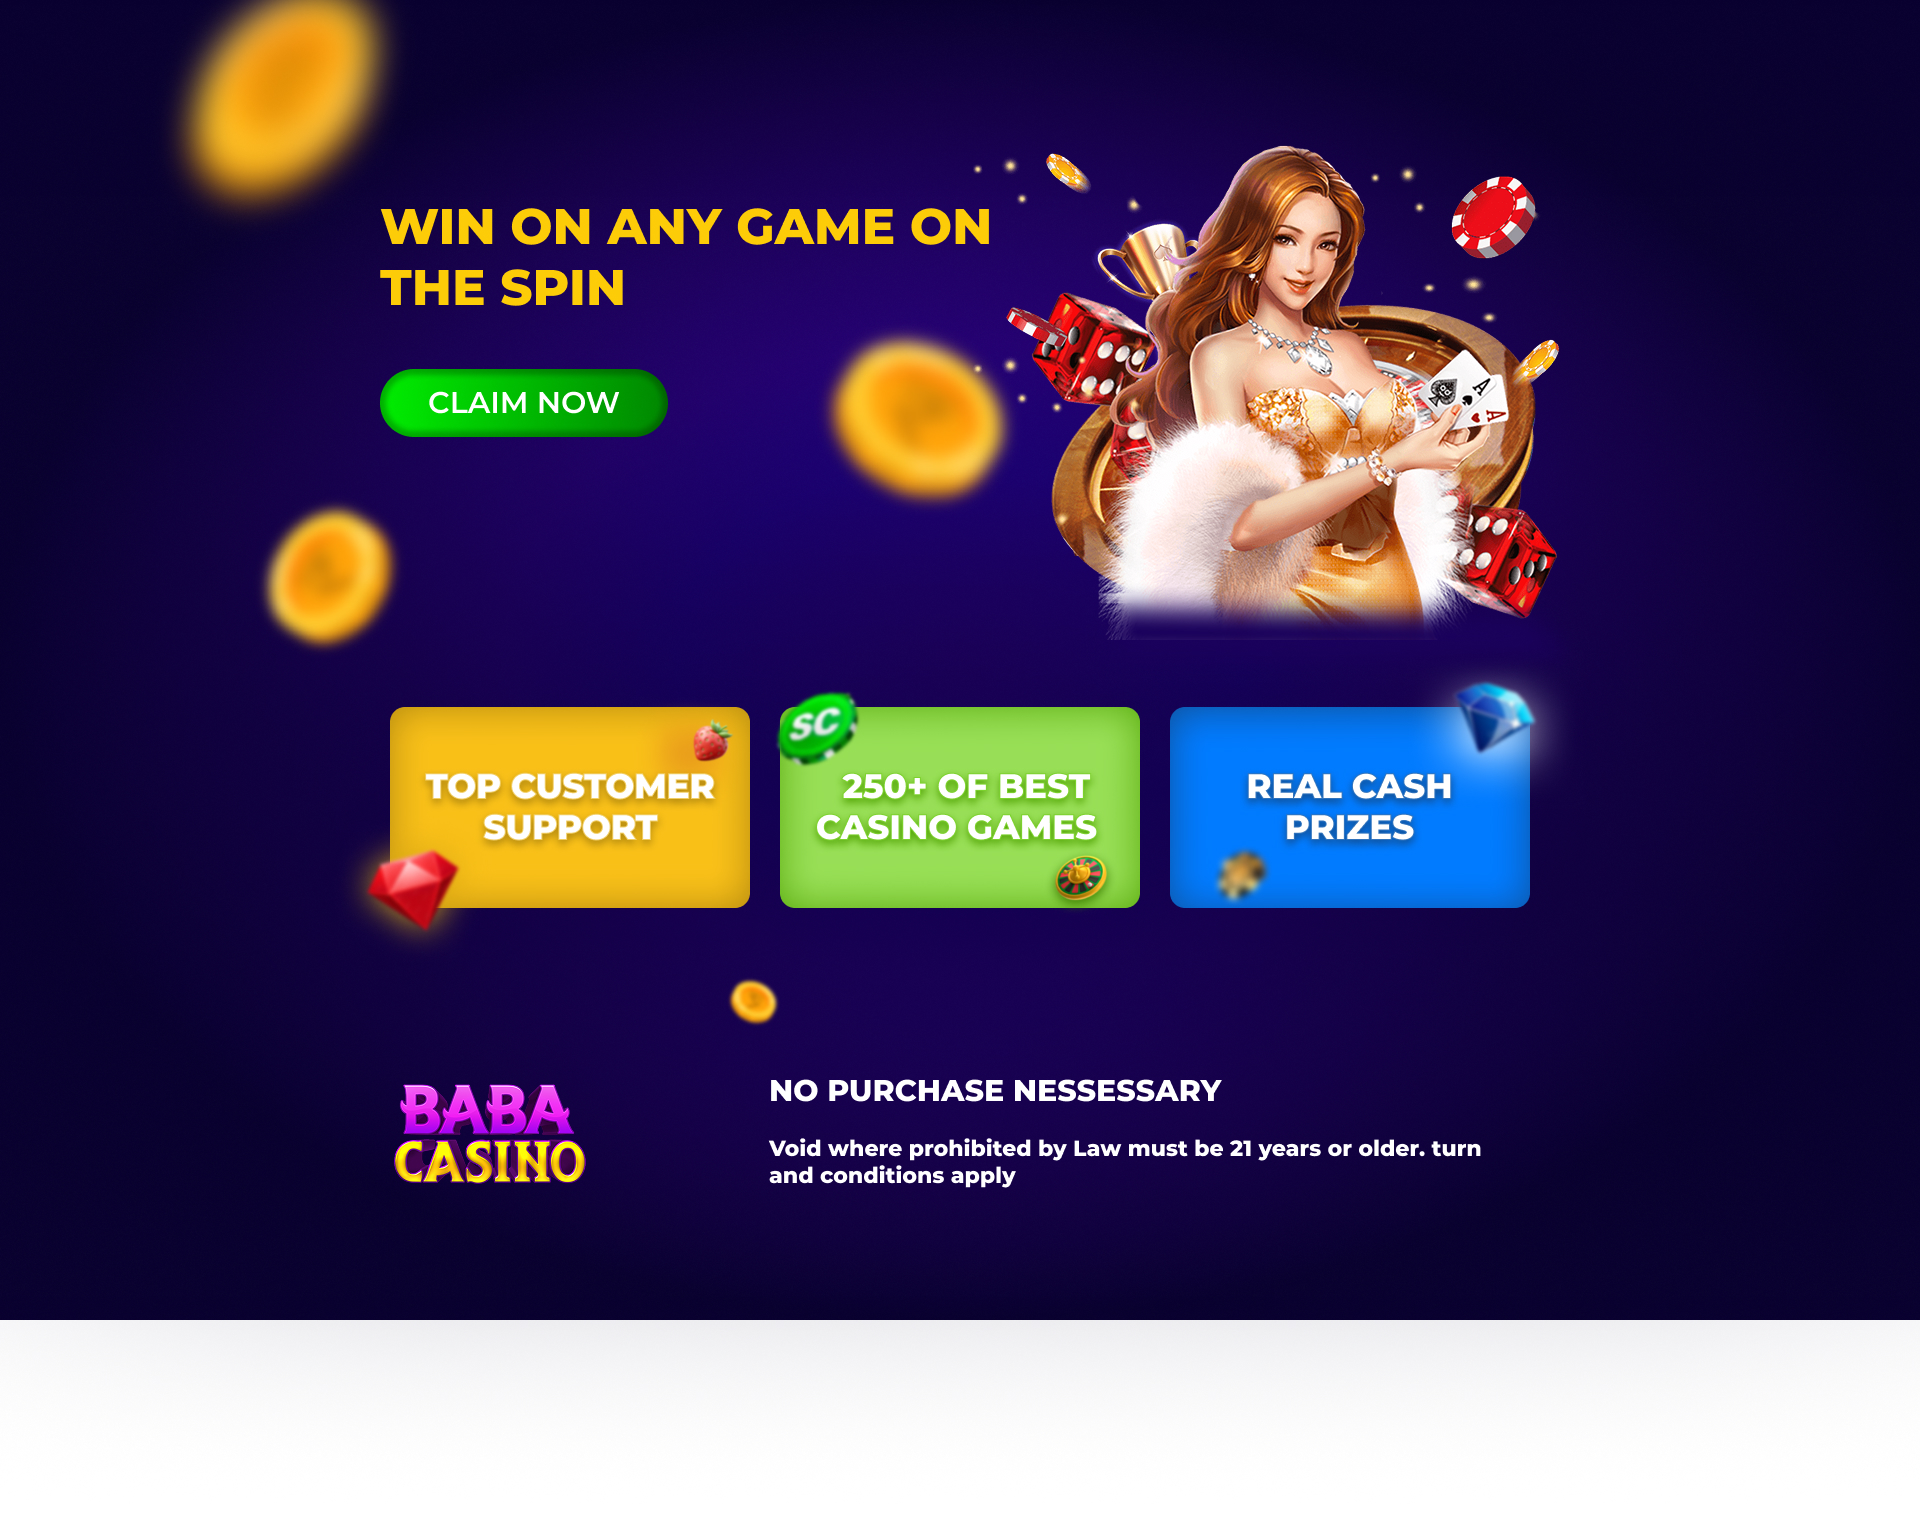 WIN ON ANY GAME ON
THE SPIN
CLAIM NOW
A
A
SC
TOP CUSTOMER
SUPPORT
250+ OF BEST
CASINO GAMES
REAL CASH
PRIZES
BABA
CASINO
NO PURCHASE NESSESSARY
Void where prohibited by Law must be 21 years or older. turn
and conditions apply